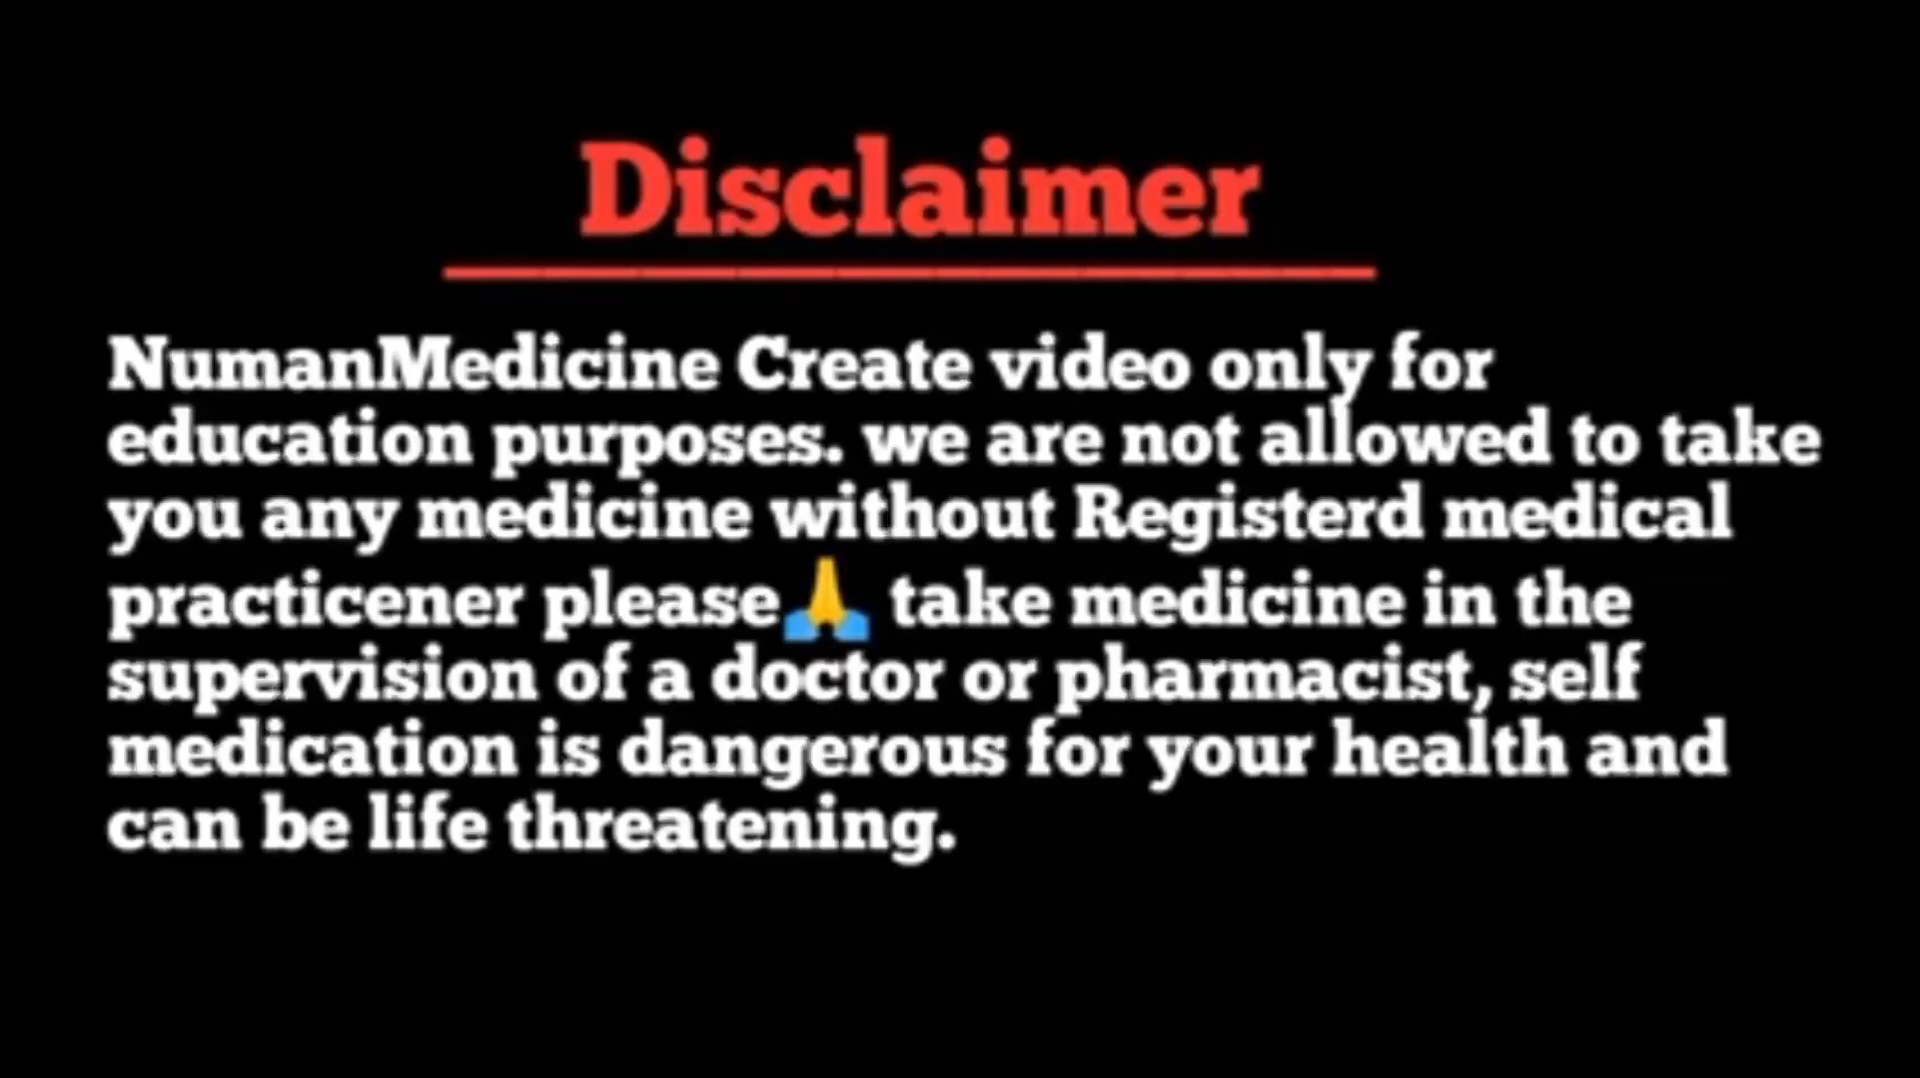 Disclaimer
NumanMedicine Create video only for
education purposes. we are not allowed to take
you any medicine without Registerd medical
practicener please🙏 take medicine in the
supervision of a doctor or pharmacist, self
medication is dangerous for your health and
can be life threatening.